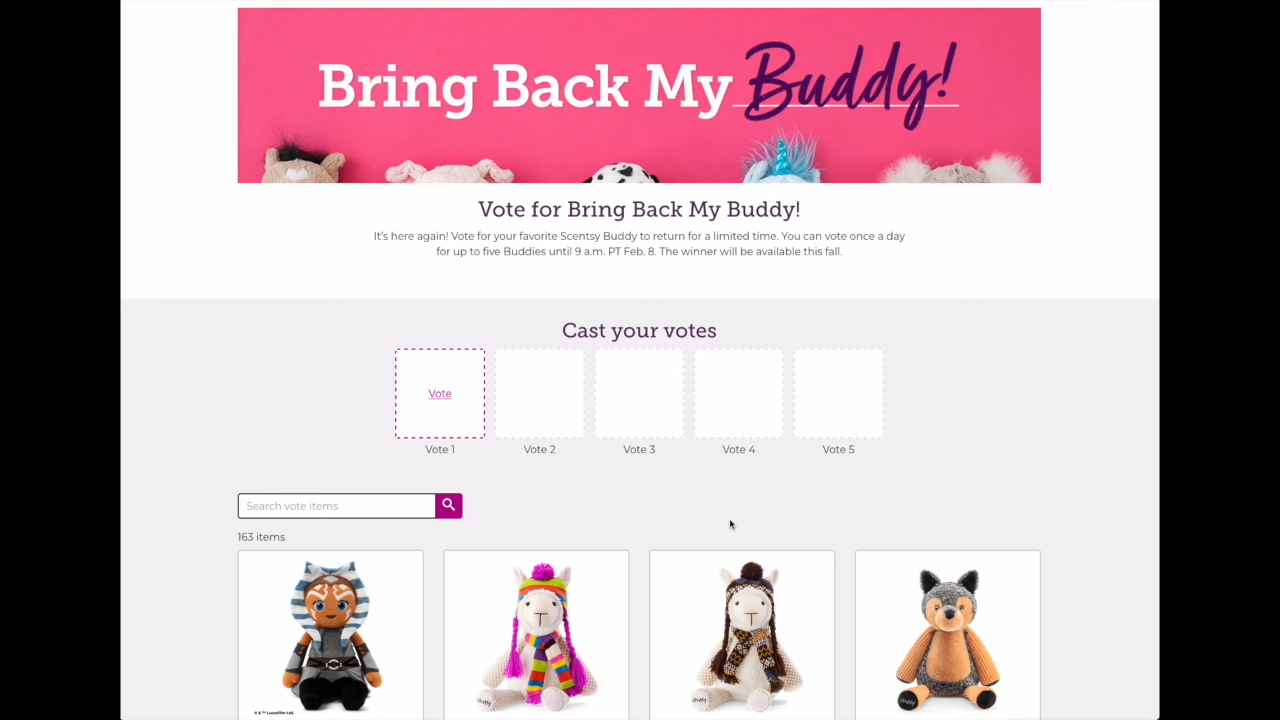 Bring Back My Buddy!
Vote for Bring Back My Buddy!
It's here again! Vote for your favorite Scentsy Buddy to return for a limited time. You can vote once a day
for up to five Buddies until 9 a.m. PT Feb. 8. The winner will be available this fall.
Cast your votes
Vote
Vote 1 Vote 2 Vote 3 Vote 4 Vote 5
Search vote items
163 items
© & ™ Lucasfilm Ltd.